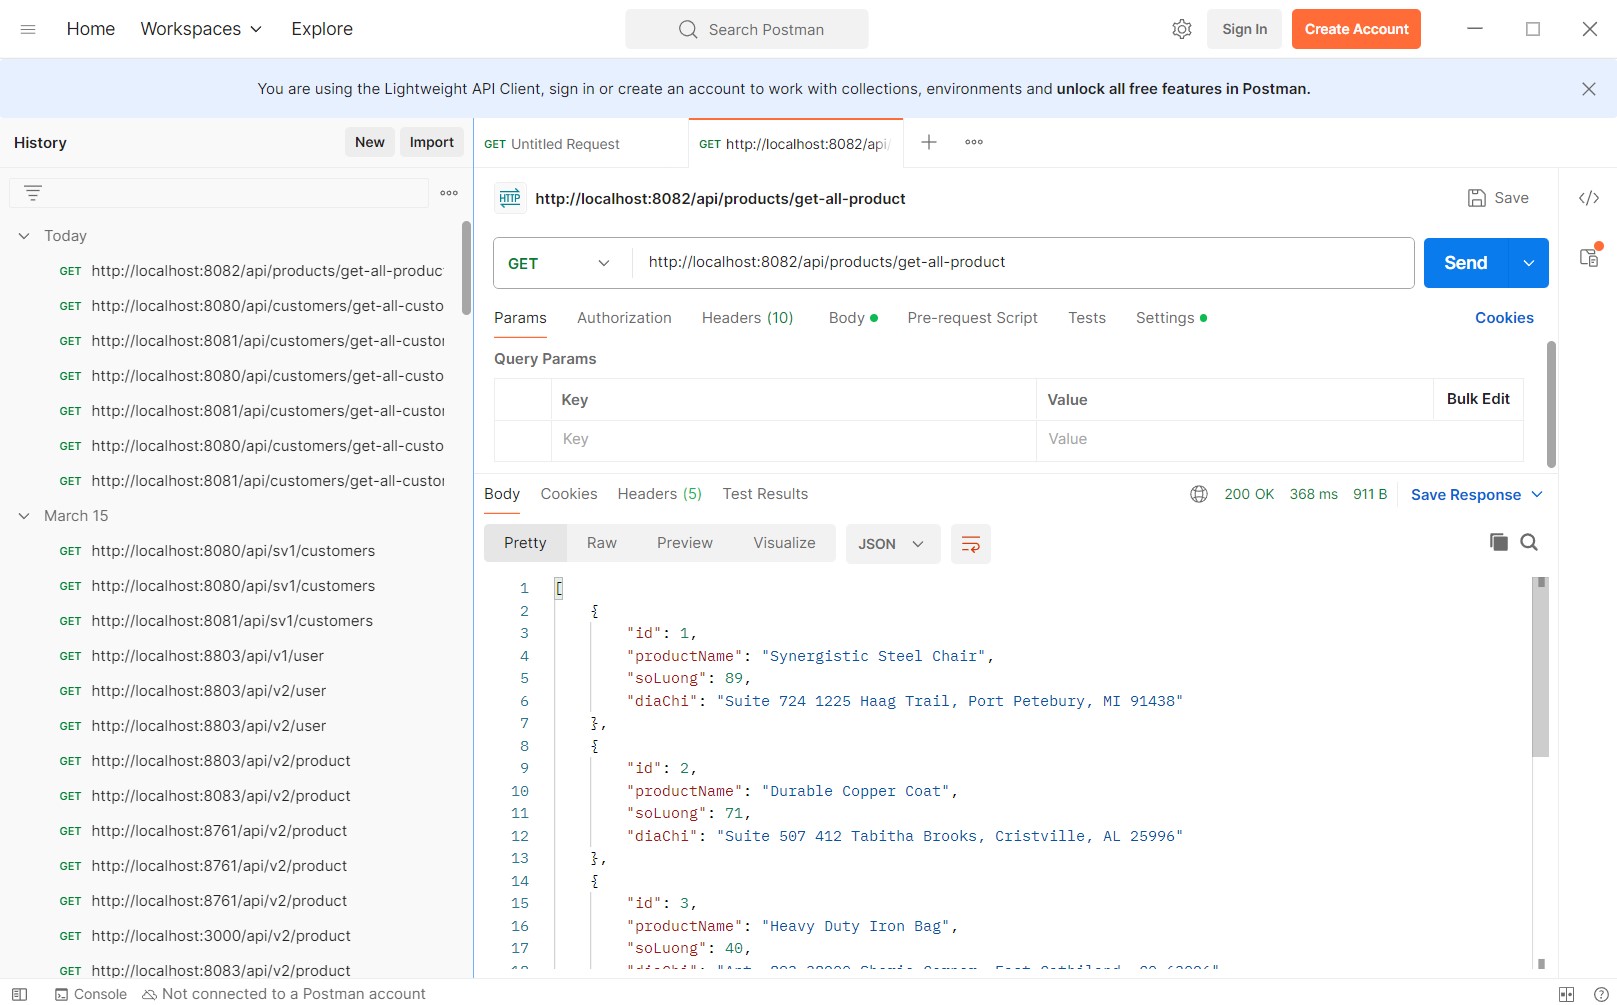 Home Workspaces Explore Search Postman Sign In Create Account
You are using the Lightweight API Client, sign in or create an account to work with collections, environments and unlock all free features in Postman.
History New Import
Today
GET http://localhost:8082/api/products/get-all-produc
GET http://localhost:8080/api/customers/get-all-custo
GET http://localhost:8081/api/customers/get-all-custo
GET http://localhost:8080/api/customers/get-all-custo
GET http://localhost:8081/api/customers/get-all-custo
GET http://localhost:8080/api/customers/get-all-custo
GET http://localhost:8081/api/customers/get-all-custo
March 15
GET http://localhost:8080/api/sv1/customers
GET http://localhost:8080/api/sv1/customers
GET http://localhost:8081/api/sv1/customers
GET http://localhost:8803/api/v1/user
GET http://localhost:8803/api/v2/user
GET http://localhost:8803/api/v2/user
GET http://localhost:8803/api/v2/product
GET http://localhost:8083/api/v2/product
GET http://localhost:8761/api/v2/product
GET http://localhost:8761/api/v2/product
GET http://localhost:8761/api/v2/product
GET http://localhost:3000/api/v2/product
GET http://localhost:8083/api/v2/product
GET Untitled Request GET http://localhost:8082/api/
HTTP http://localhost:8082/api/products/get-all-product Save
GET http://localhost:8082/api/products/get-all-product Send
Params Authorization Headers (10) Body Pre-request Script Tests Settings Cookies
Query Params
Key Value Bulk Edit
Key Value
Body Cookies Headers (5) Test Results 200 OK 368 ms 911 B Save Response
Pretty Raw Preview Visualize JSON
1 [
2 {
3 "id": 1,
4 "productName": "Synergistic Steel Chair",
5 "soLuong": 89,
6 "diaChi": "Suite 724 1225 Haag Trail, Port Petebury, MI 91438"
7 },
8 {
9 "id": 2,
10 "productName": "Durable Copper Coat",
11 "soLuong": 71,
12 "diaChi": "Suite 507 412 Tabitha Brooks, Cristville, AL 25996"
13 },
14 {
15 "id": 3,
16 "productName": "Heavy Duty Iron Bag",
17 "soLuong": 40,
Console Not connected to a Postman account